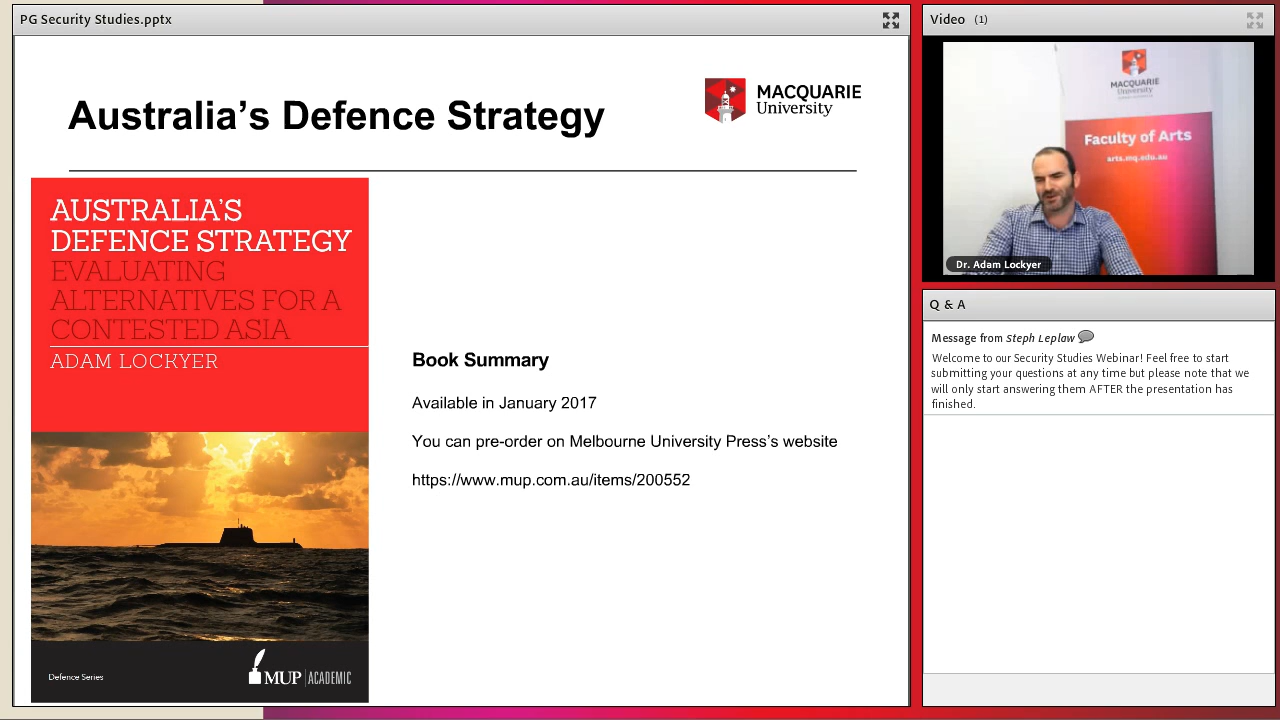 PG Security Studies.pptx
Australia's Defence Strategy
MACQUARIE
University
AUSTRALIA'S
DEFENCE STRATEGY
EVALUATING
ALTERNATIVES FOR A
CONTESTED ASIA
ADAM LOCKYER
Defence Series
MUP ACADEMIC
Book Summary
Available in January 2017
You can pre-order on Melbourne University Press's website
https://www.mup.com.au/items/200552
Video (1)
MACQUARIE
University
Faculty of Arts
arts.mq.edu.au
Dr. Adam Lockyer
Q & A
Message from Steph Leplaw
Welcome to our Security Studies Webinar! Feel free to start
submitting your questions at any time but please note that we
will only start answering them AFTER the presentation has
finished.